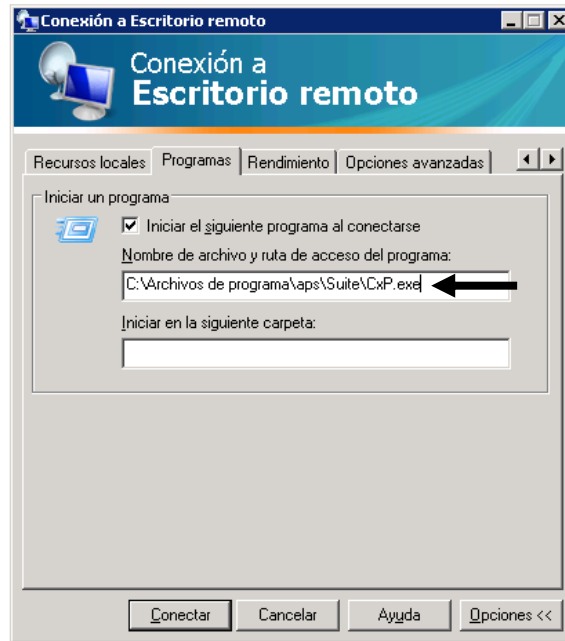 Conexión a Escritorio remoto
Conexión a
Escritorio remoto
Recursos locales Programas Rendimiento Opciones avanzadas
Iniciar un programa
Iniciar el siguiente programa al conectarse
Nombre de archivo y ruta de acceso del programa:
C:\Archivos de programa\aps\Suite\CxP.exe
Iniciar en la siguiente carpeta:
Conectar Cancelar Ayuda Opciones <<